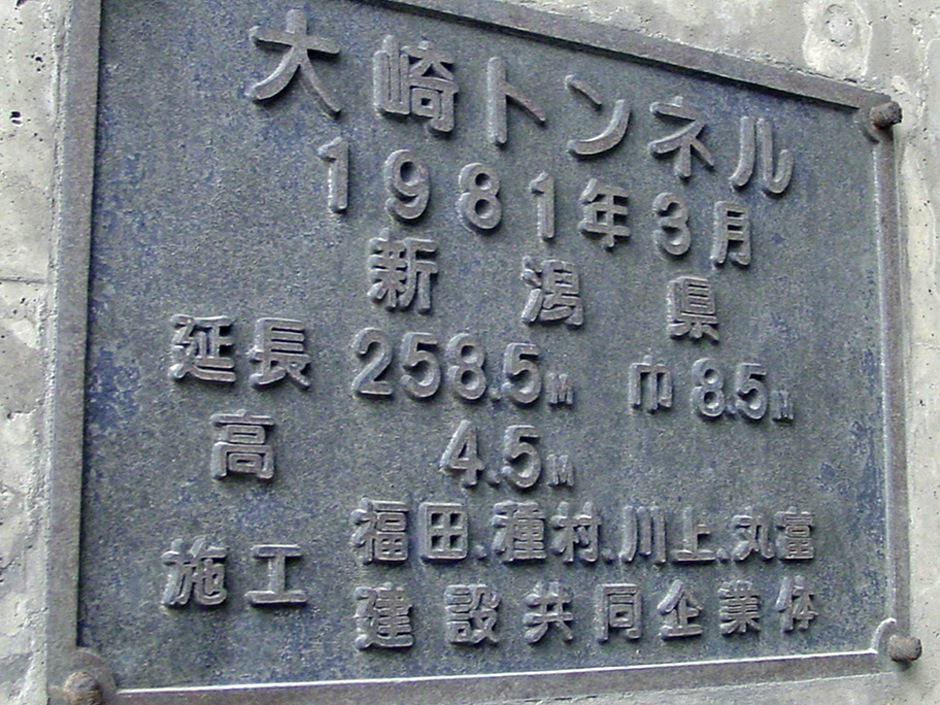 大崎トンネル
1981年3月
新潟県
延長 258.5M 巾8.5M
高 4.5M
施工 福田、種村、川上、丸富
建設共同企業体